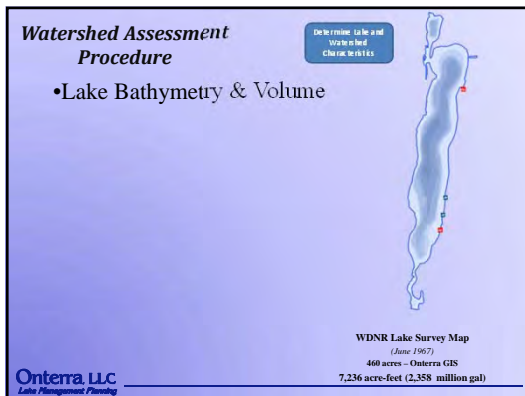 Watershed Assessment
Procedure
Determine Lake and
Watershed
Characteristics
•Lake Bathymetry & Volume
WDNR Lake Survey Map
(June 1967)
460 acres – Onterra GIS
7,236 acre-feet (2,358 million gal)
Onterra, LLC
Lake Management Planning